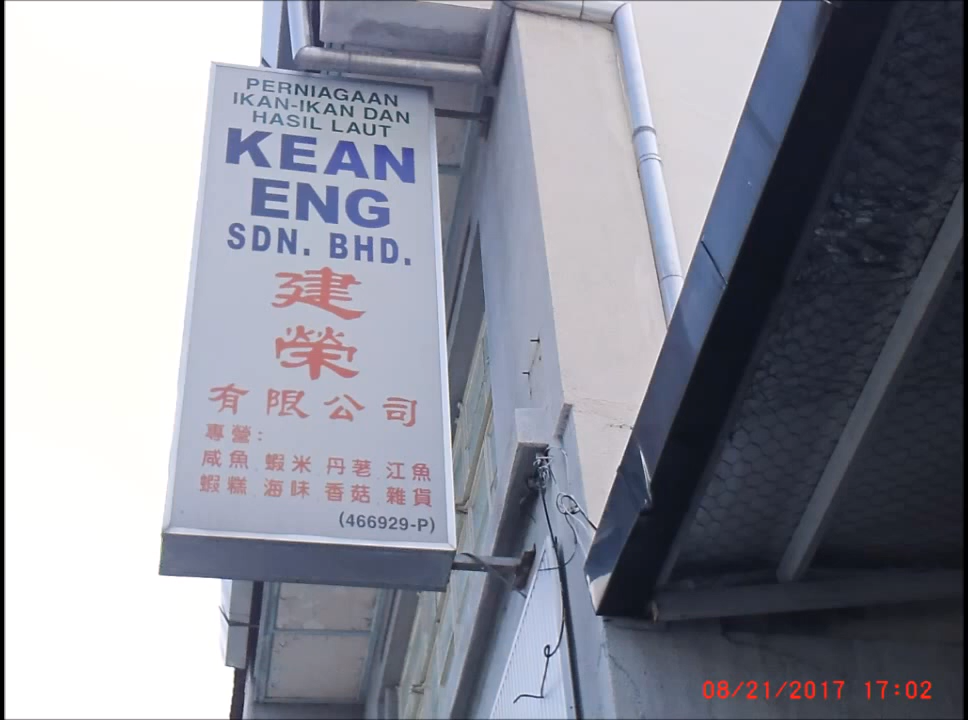 PERNIAGAAN
IKAN-IKAN DAN
HASIL LAUT
KEAN
ENG
SDN. BHD.
建
榮
有限公司
專營:
咸魚 蝦米 丹荖 江魚
蝦糕 海味 香菇 雜貨
(466929-P)
08/21/2017 17:02